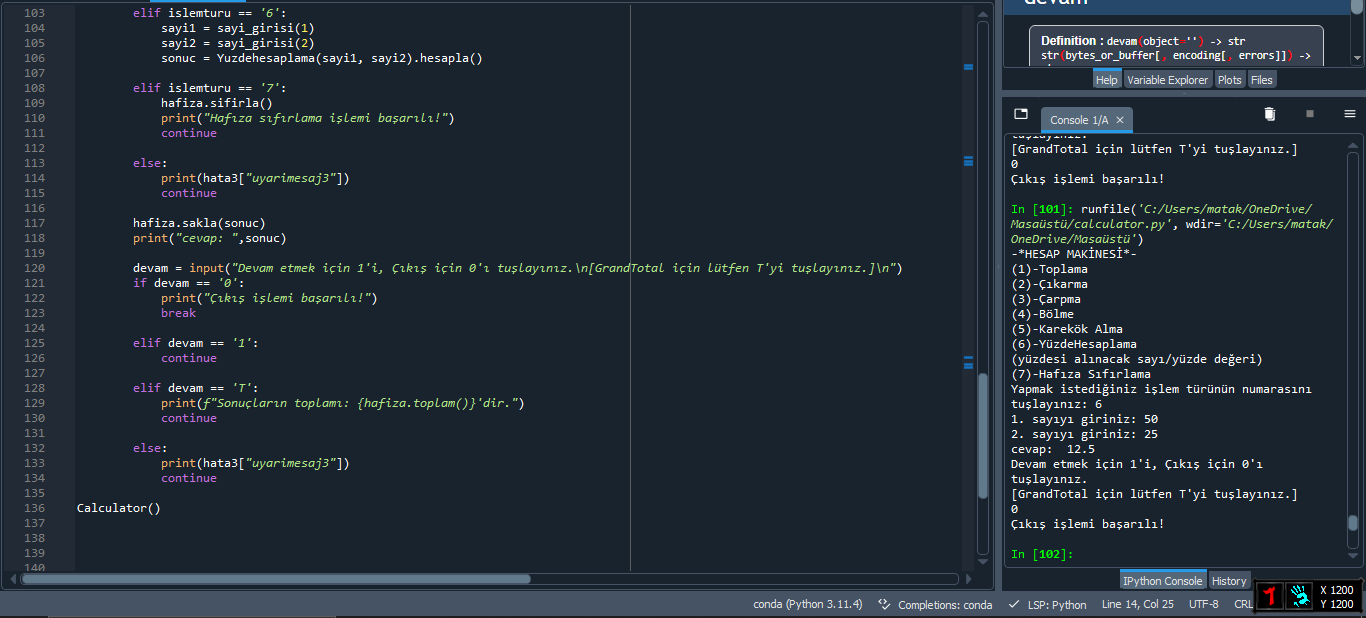 103 elif islemturu == '6':
104 sayi1 = sayi_girisi(1)
105 sayi2 = sayi_girisi(2)
106 sonuc = Yuzdehesaplama(sayi1, sayi2).hesapla()
107
108 elif islemturu == '7':
109 hafiza.sifirla()
110 print("Hafıza sıfırlama işlemi başarılı!")
111 continue
112
113 else:
114 print(hata3["uyarimesaj3"])
115 continue
116
117 hafiza.sakla(sonuc)
118 print("cevap: ",sonuc)
119
120 devam = input("Devam etmek için 1'i, Çıkış için 0'ı tuşlayınız.\n[GrandTotal için lütfen T'yi tuşlayınız.]\n")
121 if devam == '0':
122 print("Çıkış işlemi başarılı!")
123 break
124
125 elif devam == '1':
126 continue
127
128 elif devam == 'T':
129 print(f"Sonuçların toplamı: {hafiza.toplam()}'dir.")
130 continue
131
132 else:
133 print(hata3["uyarimesaj3"])
134 continue
135
136 Calculator()
137
138
139
140
devam
Definition : devam(object='') -> str
str(bytes_or_buffer[, encoding[, errors]]) ->
Help Variable Explorer Plots Files
Console 1/A ×
tuşlayınız.
[GrandTotal için lütfen T'yi tuşlayınız.]
0
Çıkış işlemi başarılı!
In [101]: runfile('C:/Users/matak/OneDrive/
Masaüstü/calculator.py', wdir='C:/Users/matak/
OneDrive/Masaüstü')
-*HESAP MAKİNESİ*-
(1)-Toplama
(2)-Çıkarma
(3)-Çarpma
(4)-Bölme
(5)-Karekök Alma
(6)-YüzdeHesaplama
(yüzdesi alınacak sayı/yüzde değeri)
(7)-Hafıza Sıfırlama
Yapmak istediğiniz işlem türünün numarasını
tuşlayınız: 6
1. sayıyı giriniz: 50
2. sayıyı giriniz: 25
cevap:  12.5
Devam etmek için 1'i, Çıkış için 0'ı
tuşlayınız.
[GrandTotal için lütfen T'yi tuşlayınız.]
0
Çıkış işlemi başarılı!
In [102]:
IPython Console History
conda (Python 3.11.4) Completions: conda LSP: Python Line 14, Col 25 UTF-8 CRL
X 1200
Y 1200